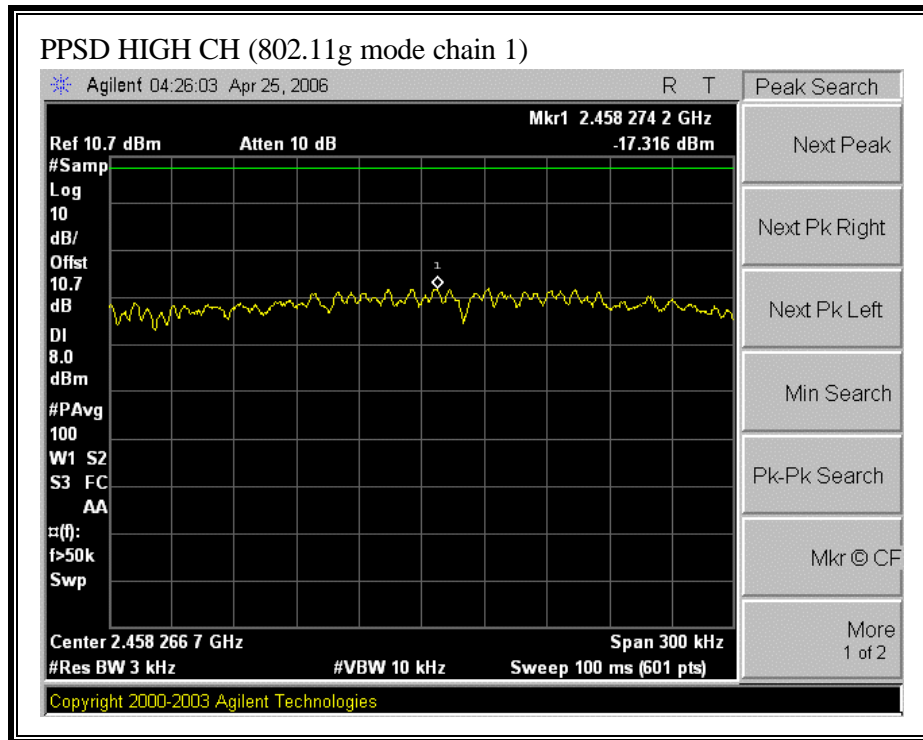 PPSD HIGH CH (802.11g mode chain 1)
Agilent 04:26:03 Apr 25, 2006 R T
Peak Search
Mkr1 2.458 274 2 GHz
Ref 10.7 dBm Atten 10 dB -17.316 dBm
#Samp
Log
10
dB/
Offst
10.7
dB
DI
8.0
dBm
#PAvg
100
W1 S2
S3 FC
AA
¤(f):
f>50k
Swp
1
Center 2.458 266 7 GHz Span 300 kHz
#Res BW 3 kHz #VBW 10 kHz Sweep 100 ms (601 pts)
Next Peak
Next Pk Right
Next Pk Left
Min Search
Pk-Pk Search
Mkr © CF
More
1 of 2
Copyright 2000-2003 Agilent Technologies